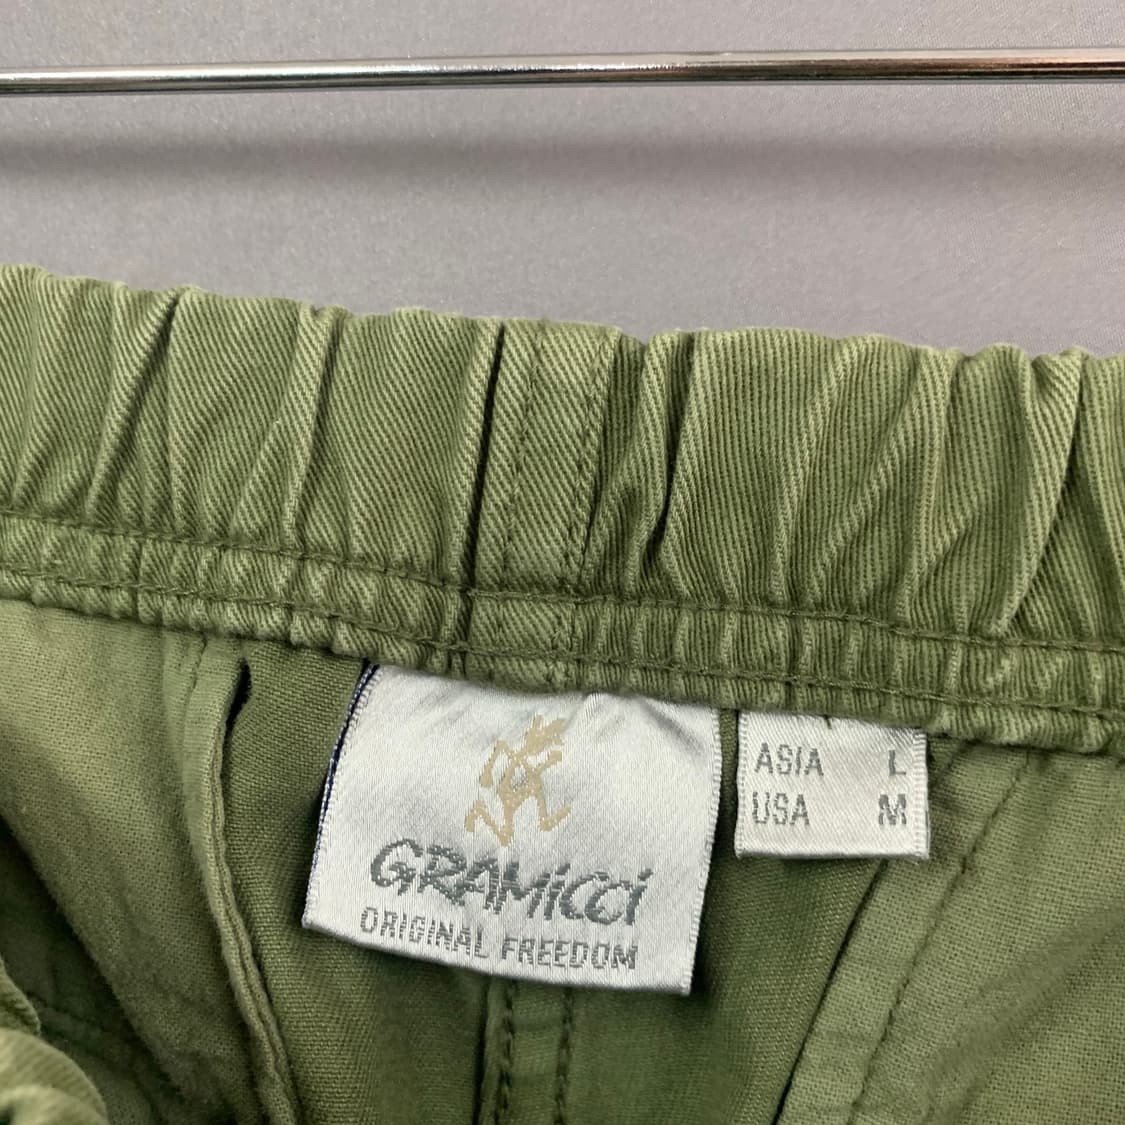 GRAMiCCi
ORIGINAL FREEDOM
ASIA L
USA M